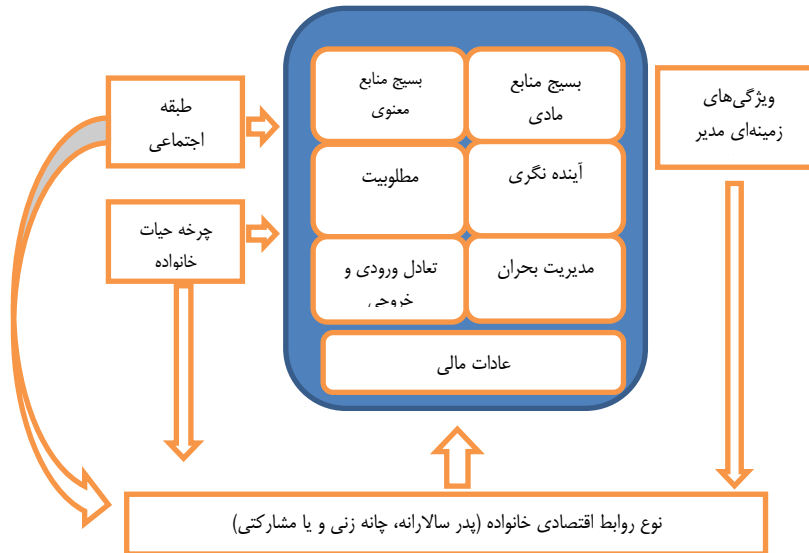 بسیج منابع
مادی
بسیج منابع
معنوی
ویژگی‌های
زمینه‌ای مدیر
طبقه
اجتماعی
آینده نگری
مطلوبیت
چرخه حیات
خانواده
مدیریت بحران
تعادل ورودی و
خروجی
عادات مالی
نوع روابط اقتصادی خانواده (پدر سالارانه، چانه زنی و یا مشارکتی)